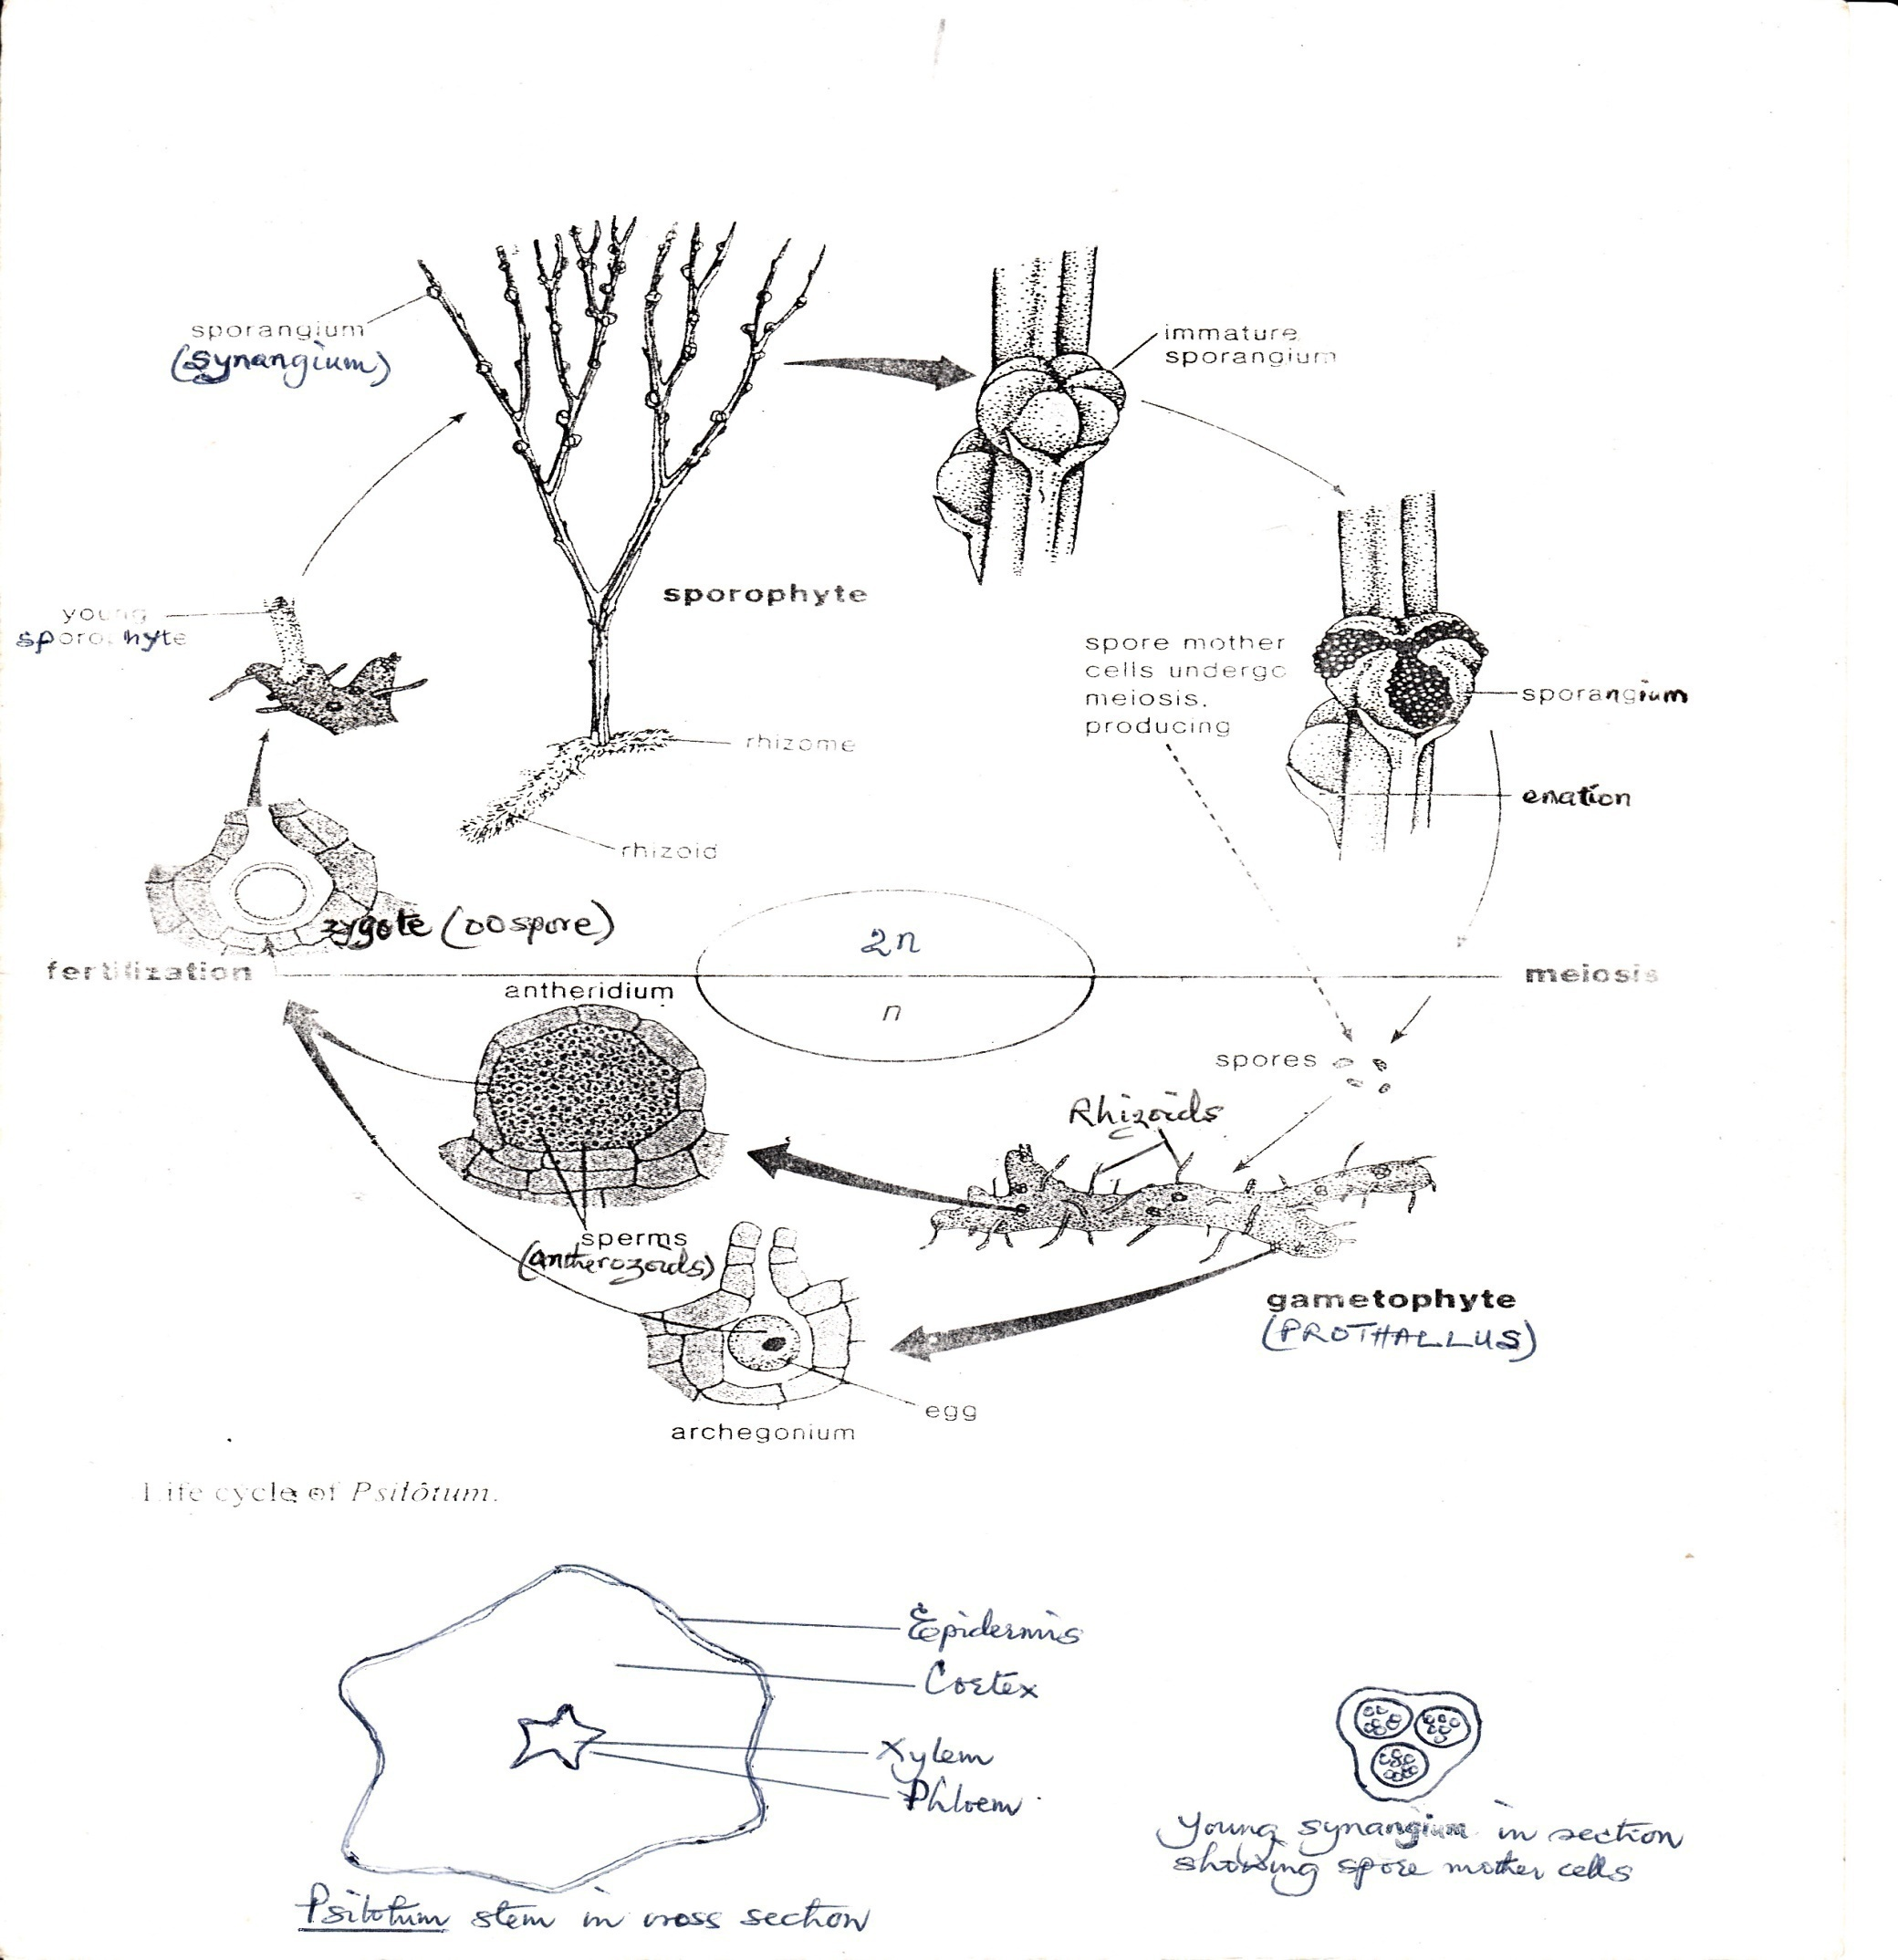 sporangium
(synangium)
immature
sporangium
young
sporophyte
sporophyte
spore mother
cells undergo
meiosis,
producing
sporangium
rhizome
enation
rhizoid
zygote (oospore)
2n
fertilization
meiosis
antheridium
n
spores
Rhizoids
sperms
(antherozoids)
gametophyte
(PROTHALLUS)
egg
archegonium
Life cycle of Psilōtum.
Epidermis
Cortex
Xylem
Phloem
Psilotum stem in cross section
Young synangium in section
showing spore mother cells